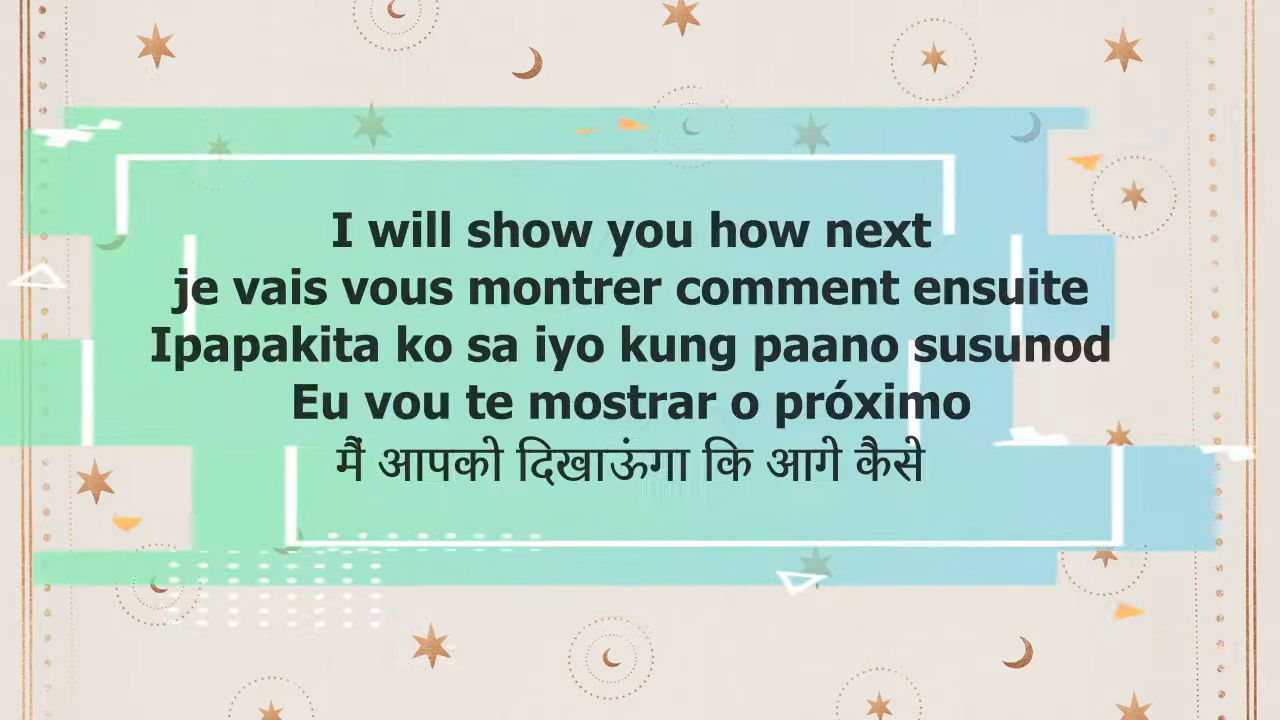 I will show you how next
je vais vous montrer comment ensuite
Ipapakita ko sa iyo kung paano susunod
Eu vou te mostrar o próximo
मैं आपको दिखाऊंगा कि आगे कैसे